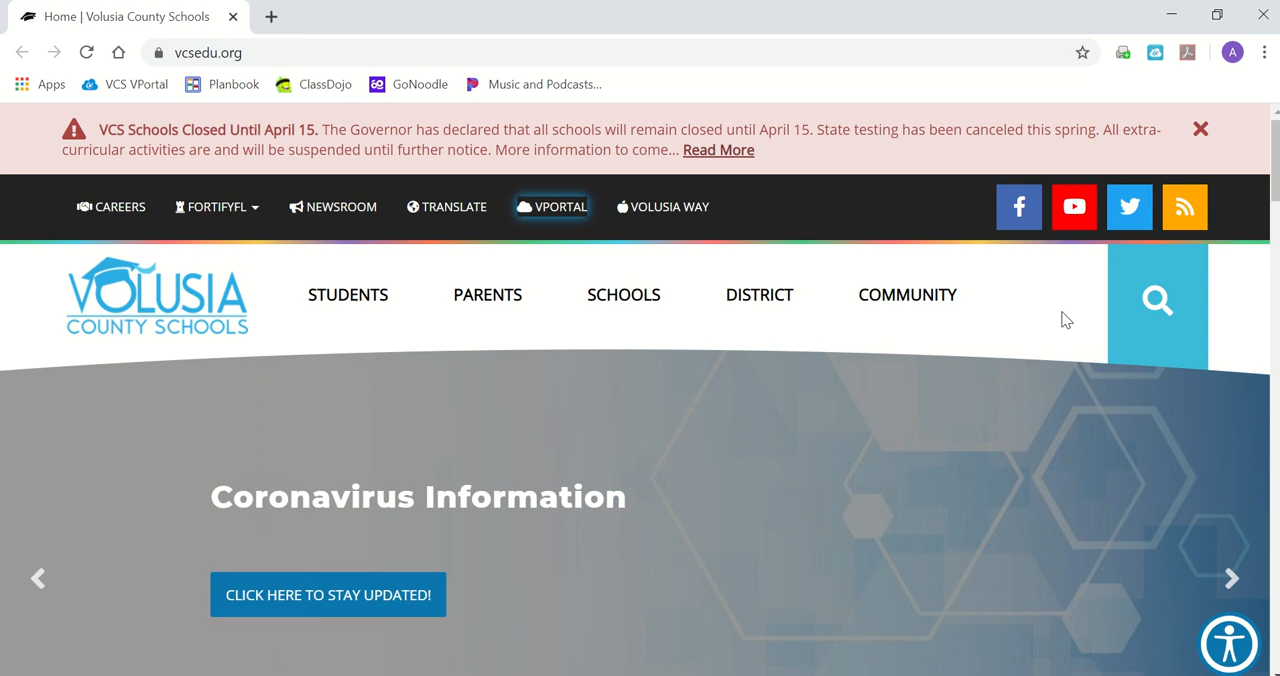 Home | Volusia County Schools
vcsedu.org
A
Apps VCS VPortal Planbook ClassDojo GoNoodle Music and Podcasts...
VCS Schools Closed Until April 15. The Governor has declared that all schools will remain closed until April 15. State testing has been canceled this spring. All extra-
curricular activities are and will be suspended until further notice. More information to come... Read More
CAREERS FORTIFYFL NEWSROOM TRANSLATE VPORTAL VOLUSIA WAY
VOLUSIA
COUNTY SCHOOLS
STUDENTS PARENTS SCHOOLS DISTRICT COMMUNITY
Coronavirus Information
CLICK HERE TO STAY UPDATED!